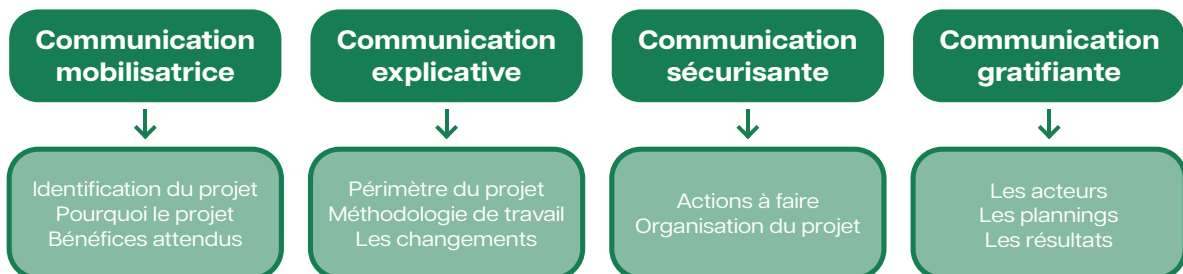 Communication
mobilisatrice
Identification du projet
Pourquoi le projet
Bénéfices attendus
Communication
explicative
Périmètre du projet
Méthodologie de travail
Les changements
Communication
sécurisante
Actions à faire
Organisation du projet
Communication
gratifiante
Les acteurs
Les plannings
Les résultats